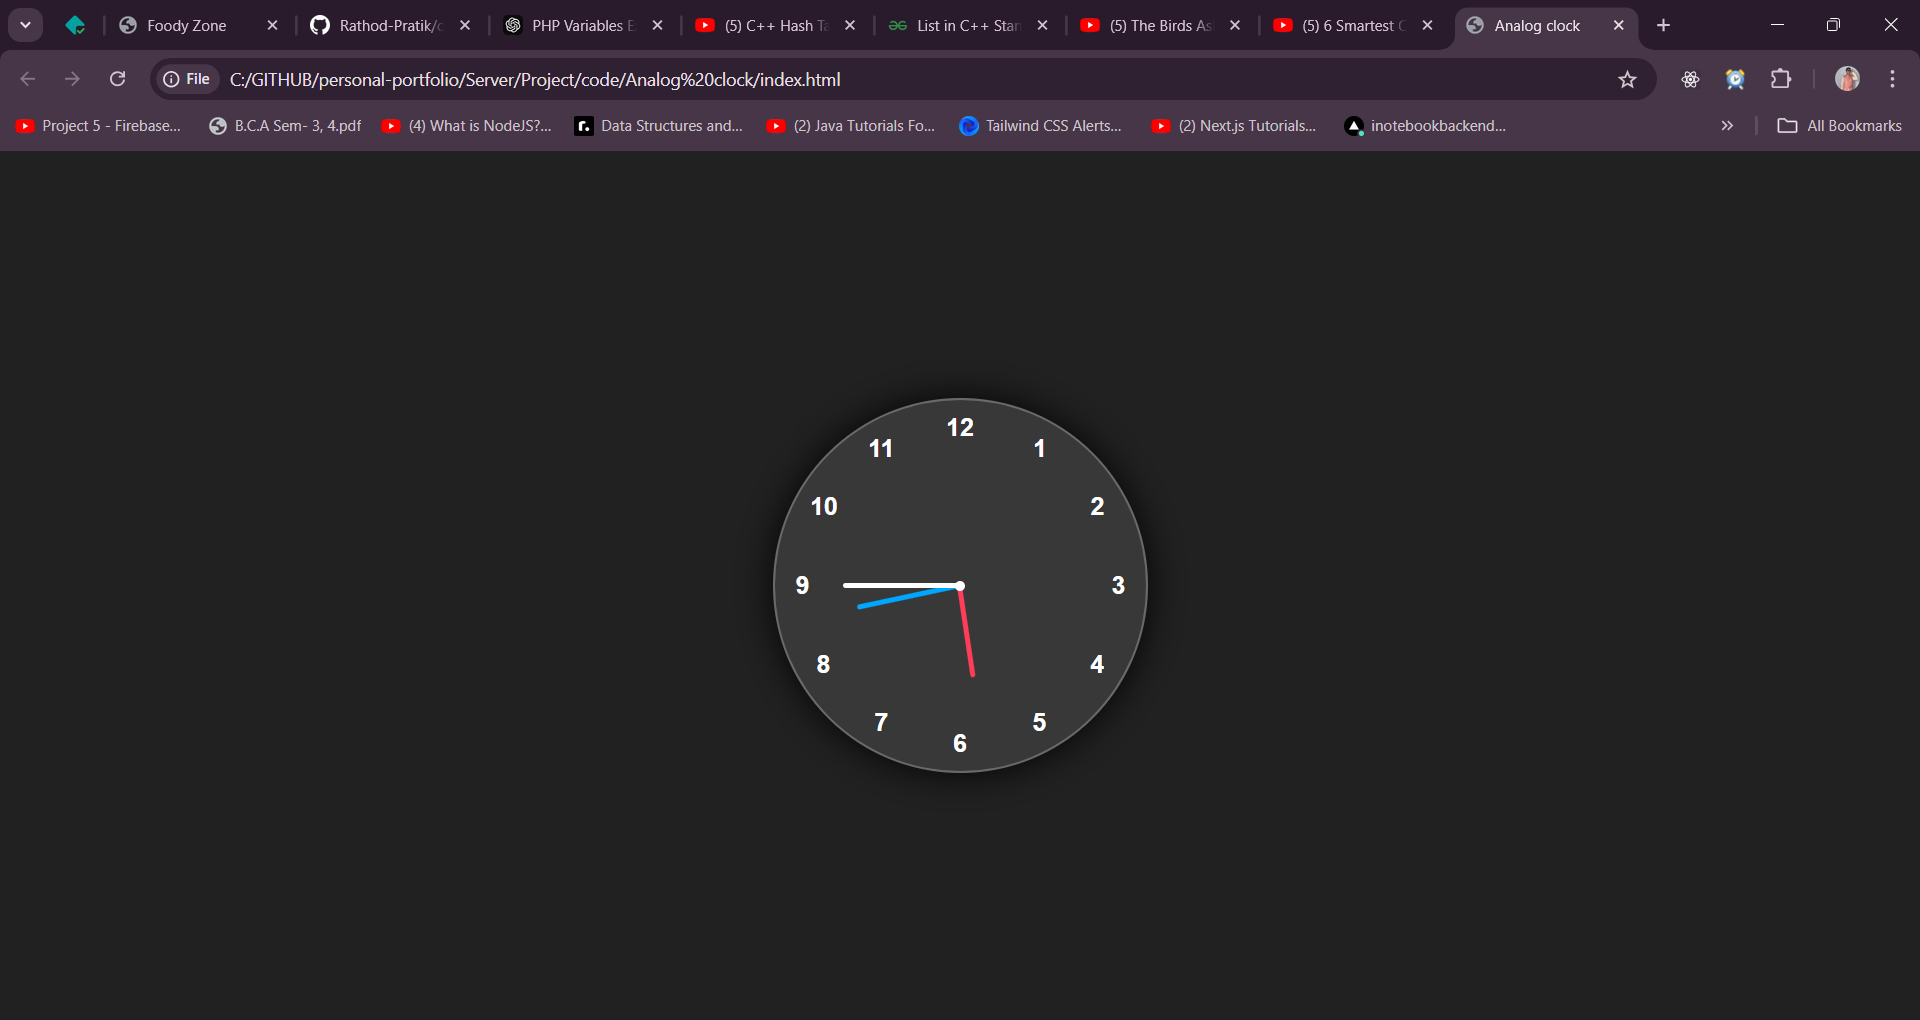 Foody Zone
Rathod-Pratik/c
PHP Variables E
(5) C++ Hash Ta
List in C++ Stan
(5) The Birds As
(5) 6 Smartest C
Analog clock
File C:/GITHUB/personal-portfolio/Server/Project/code/Analog%20clock/index.html
Project 5 - Firebase...
B.C.A Sem- 3, 4.pdf
(4) What is NodeJS?...
Data Structures and...
(2) Java Tutorials Fo...
Tailwind CSS Alerts...
(2) Next.js Tutorials...
inotebookbackend...
All Bookmarks
12
11 1
10 2
9 3
8 4
7 5
6